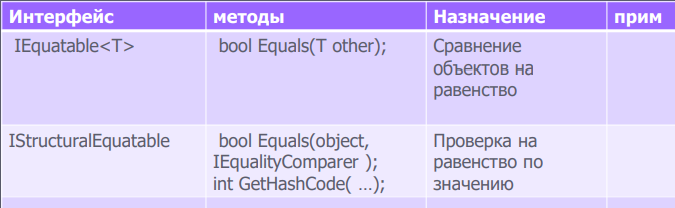 Интерфейс методы Назначение прим
IEquatable<T> bool Equals(T other); Сравнение
объектов на
равенство
IStructuralEquatable bool Equals(object, Проверка на
IEqualityComparer ); равенство по
int GetHashCode( …); значению